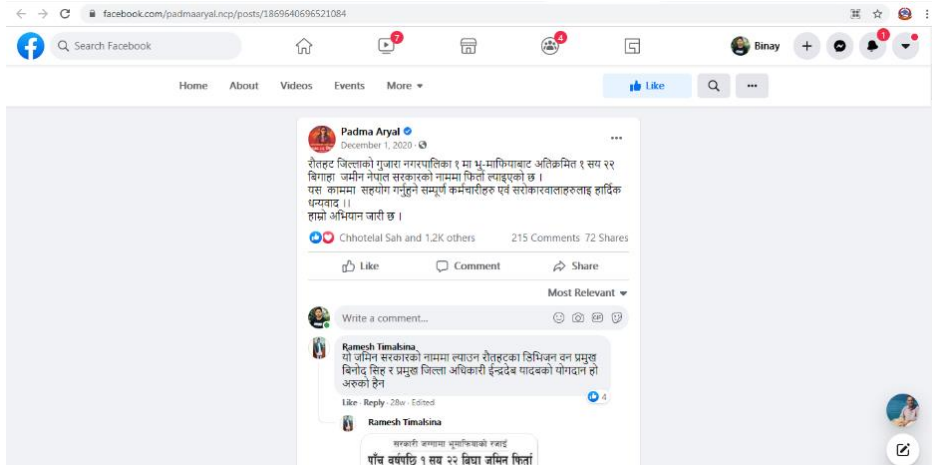 facebook.com/padmaaryal.ncp/posts/1869640696521084
Search Facebook
7
4
Binay
1
Home About Videos Events More
Like
Padma Aryal
December 1, 2020
रौतहट जिल्लाको गुजारा नगरपालिका १ मा भू-माफियाबाट अतिक्रमित १ सय २२
बिगाहा जमीन नेपाल सरकारको नाममा फिर्ता ल्याइएको छ ।
यस काममा सहयोग गर्नुहुने सम्पूर्ण कर्मचारीहरु एवं सरोकारवालाहरुलाइ हार्दिक
धन्यवाद ।।
हाम्रो अभियान जारी छ ।
Chhotelal Sah and 1.2K others 215 Comments 72 Shares
Like Comment Share
Most Relevant
Write a comment...
GIF
Ramesh Timalsina
यो जमिन सरकारको नाममा ल्याउन रौतहटका डिभिजन वन प्रमुख
बिनोद सिह र प्रमुख जिल्ला अधिकारी ईन्द्रदेब यादबको योगदान हो
अरुको हैन
4
Like · Reply · 28w · Edited
Ramesh Timalsina
सरकारी जग्गामा भूमाफियाको रजाइँ
पाँच वर्षपछि १ सय २२ बिघा जमिन फिर्ता